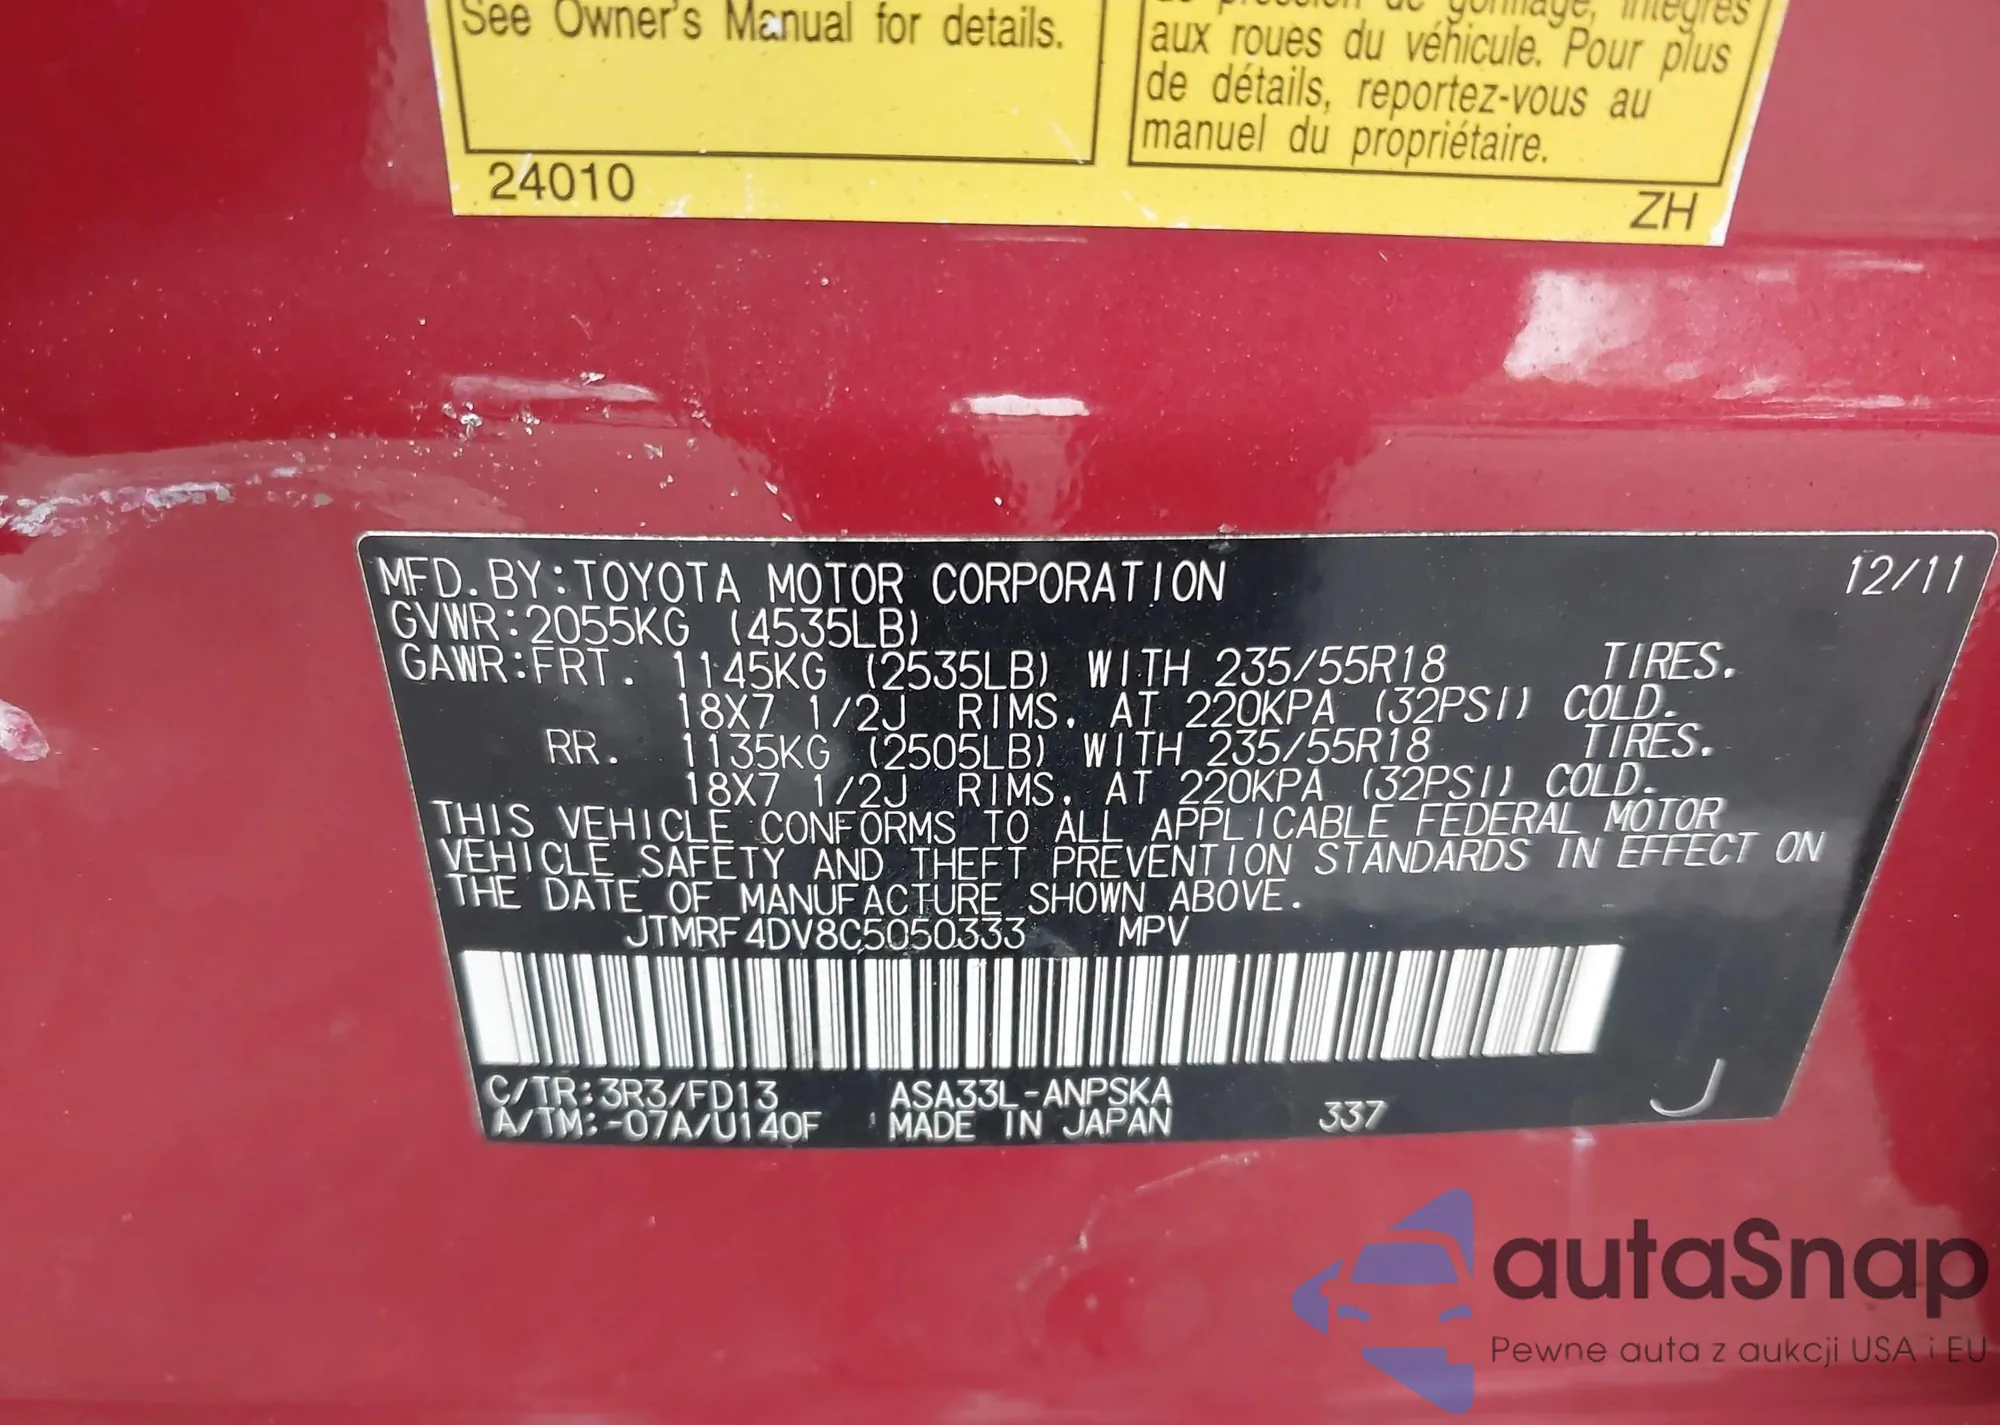 See Owner's Manual for details.
de pression de gonflage, intégrés
aux roues du véhicule. Pour plus
de détails, reportez-vous au
manuel du propriétaire.
24010
ZH
MFD. BY:TOYOTA MOTOR CORPORATION 12/11
GVWR:2055KG (4535LB)
GAWR:FRT. 1145KG (2535LB) WITH 235/55R18 TIRES.
18X7 1/2J RIMS, AT 220KPA (32PSI) COLD.
RR. 1135KG (2505LB) WITH 235/55R18 TIRES.
18X7 1/2J RIMS, AT 220KPA (32PSI) COLD.
THIS VEHICLE CONFORMS TO ALL APPLICABLE FEDERAL MOTOR
VEHICLE SAFETY AND THEFT PREVENTION STANDARDS IN EFFECT ON
THE DATE OF MANUFACTURE SHOWN ABOVE.
JTMRF4DV8C5050333 MPV
C/TR:3R3/FD13 ASA33L-ANPSKA
A/TM:-07A/U140F MADE IN JAPAN 337 J
autaSnap
Pewne auta z aukcji USA i EU